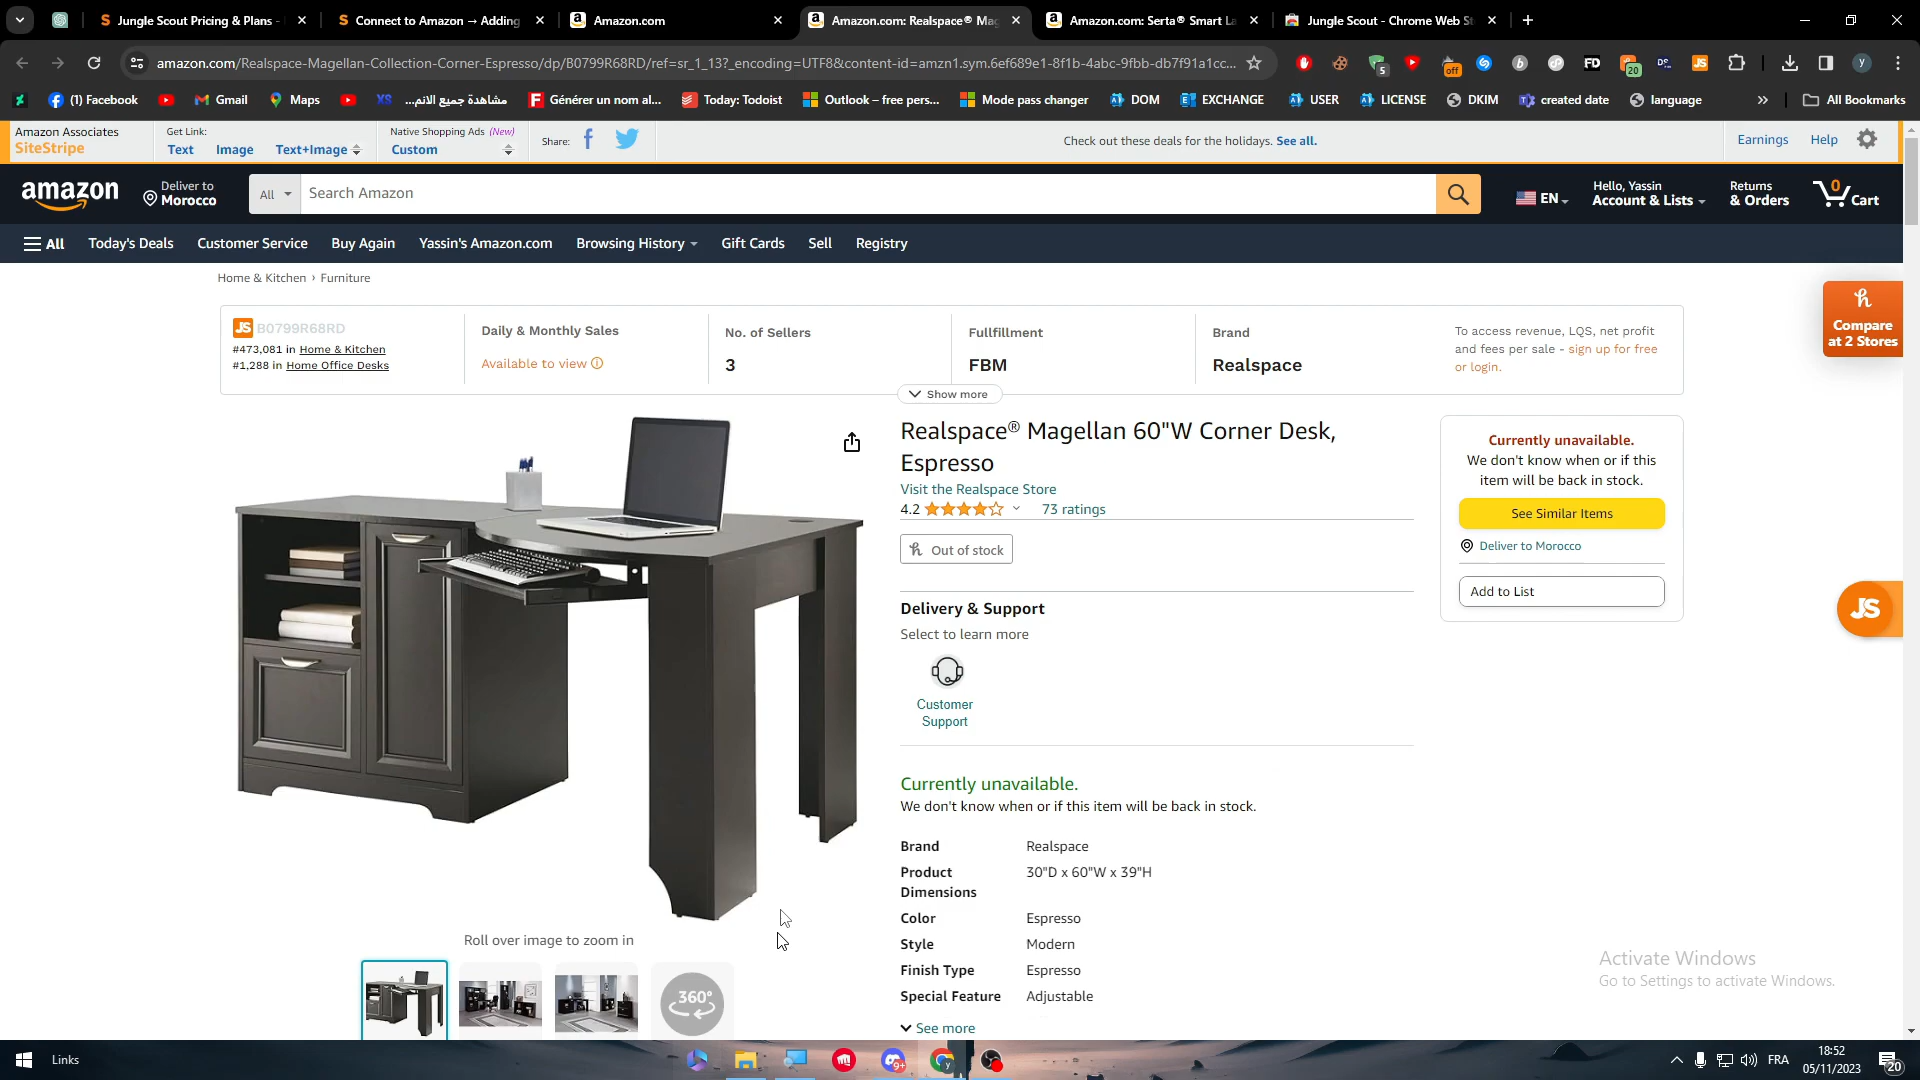 Jungle Scout Pricing & Plans -
Connect to Amazon → Adding
Amazon.com
Amazon.com: Realspace® Mag
Amazon.com: Serta® Smart La
Jungle Scout - Chrome Web St
amazon.com/Realspace-Magellan-Collection-Corner-Espresso/dp/B0799R68RD/ref=sr_1_13?_encoding=UTF8&content-id=amzn1.sym.6ef689e1-8f1b-4abc-9fbb-db7f91a1cc...
5
off
FD
20
JS
y
(1) Facebook
Gmail
Maps
XS
مشاهدة جميع الانم...
Générer un nom al...
Today: Todoist
Outlook – free pers...
Mode pass changer
DOM
EXCHANGE
USER
LICENSE
DKIM
created date
language
»
All Bookmarks
Amazon Associates
SiteStripe
Get Link:
Text
Image
Text+Image
Native Shopping Ads (New)
Custom
Share:
Check out these deals for the holidays. See all.
Earnings
Help
amazon
Deliver to
Morocco
All
Search Amazon
EN
Hello, Yassin
Account & Lists
Returns
& Orders
0
Cart
All
Today's Deals
Customer Service
Buy Again
Yassin's Amazon.com
Browsing History
Gift Cards
Sell
Registry
Home & Kitchen › Furniture
JS B0799R68RD
#473,081 in Home & Kitchen
#1,288 in Home Office Desks
Daily & Monthly Sales
Available to view
No. of Sellers
3
Fullfillment
FBM
Brand
Realspace
To access revenue, LQS, net profit
and fees per sale - sign up for free
or login.
Show more
Compare
at 2 Stores
Realspace® Magellan 60"W Corner Desk,
Espresso
Visit the Realspace Store
4.2
73 ratings
Out of stock
Delivery & Support
Select to learn more
Customer
Support
Currently unavailable.
We don't know when or if this item will be back in stock.
Brand Realspace
Product
Dimensions
30"D x 60"W x 39"H
Color Espresso
Style Modern
Finish Type Espresso
Special Feature Adjustable
See more
Currently unavailable.
We don't know when or if this
item will be back in stock.
See Similar Items
Deliver to Morocco
Add to List
JS
Roll over image to zoom in
360°
Activate Windows
Go to Settings to activate Windows.
Links
FRA
18:52
05/11/2023
20